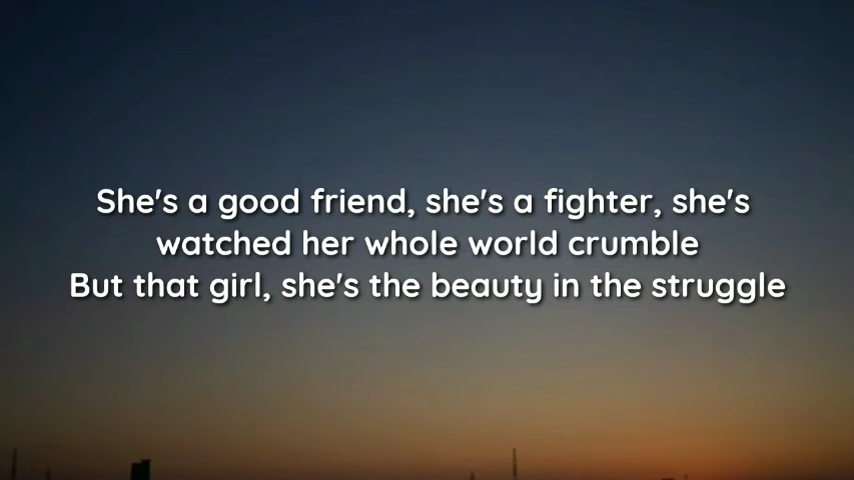 She's a good friend, she's a fighter, she's
watched her whole world crumble
But that girl, she's the beauty in the struggle